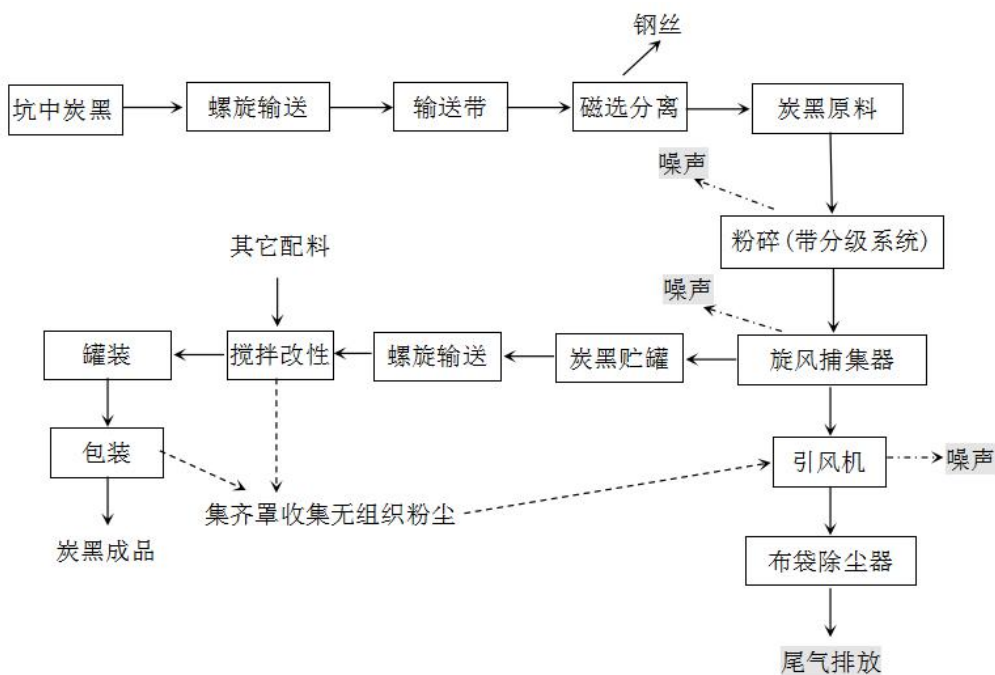 钢丝
坑中炭黑
螺旋输送
输送带
磁选分离
炭黑原料
噪声
粉碎(带分级系统)
其它配料
噪声
罐装
搅拌改性
螺旋输送
炭黑贮罐
旋风捕集器
包装
引风机
噪声
集齐罩收集无组织粉尘
炭黑成品
布袋除尘器
尾气排放